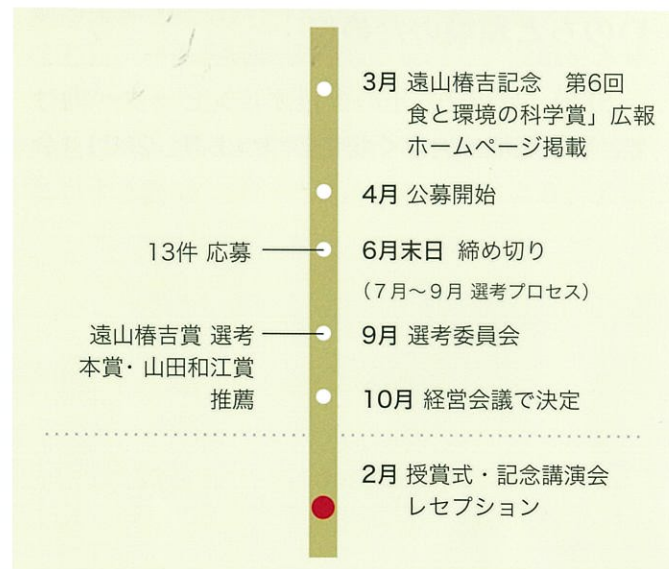 3月 遠山椿吉記念　第6回
食と環境の科学賞」広報
ホームページ掲載
4月 公募開始
13件 応募
6月末日 締め切り
（7月～9月 選考プロセス）
遠山椿吉賞 選考
本賞・山田和江賞
推薦
9月 選考委員会
10月 経営会議で決定
2月 授賞式・記念講演会
レセプション